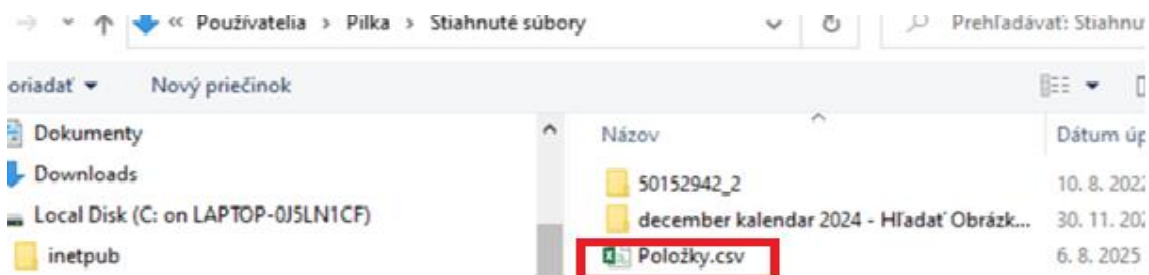 « Používatelia › Pilka › Stiahnuté súbory
Prehľadávať: Stiahnu
oriadať Nový priečinok
Dokumenty
Downloads
Local Disk (C: on LAPTOP-0J5LN1CF)
inetpub
Názov Dátum úp
50152942_2 10. 8. 202
december kalendar 2024 - Hľadať Obrázk... 30. 11. 202
Položky.csv 6. 8. 2025